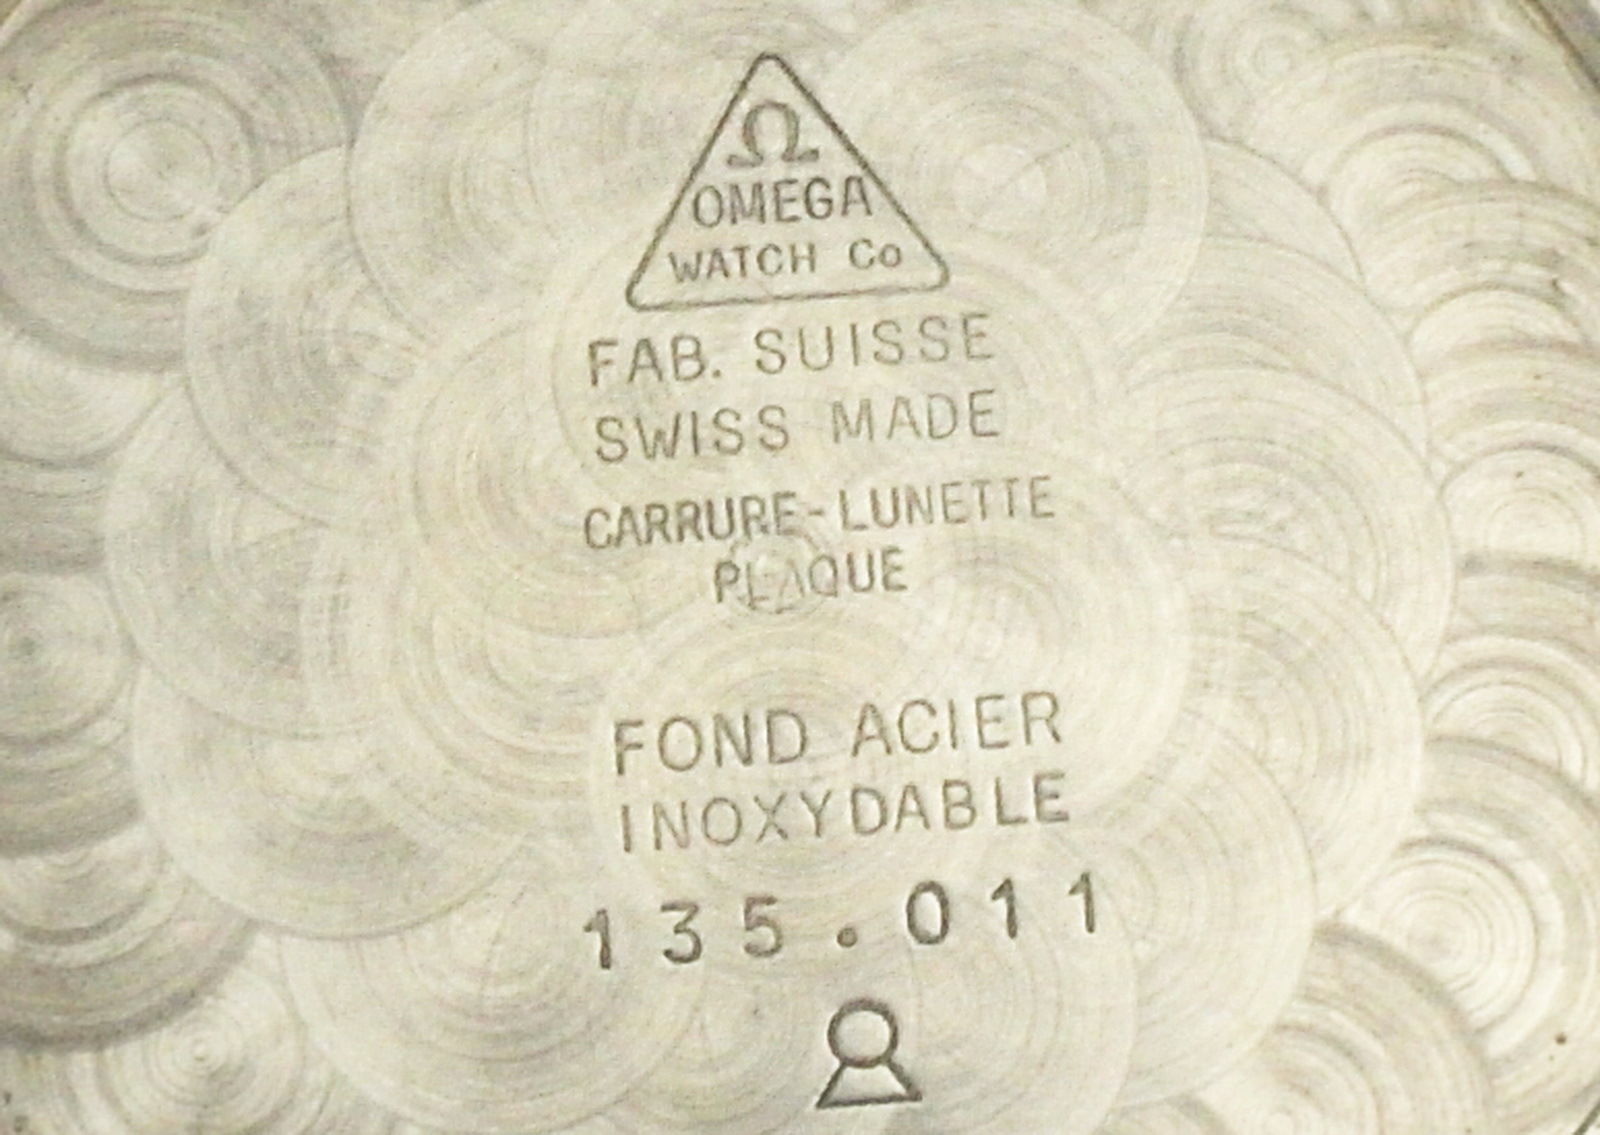 Ω
OMEGA
WATCH Co
FAB. SUISSE
SWISS MADE
CARRURE-LUNETTE
PLAQUE
FOND ACIER
INOXYDABLE
135.011